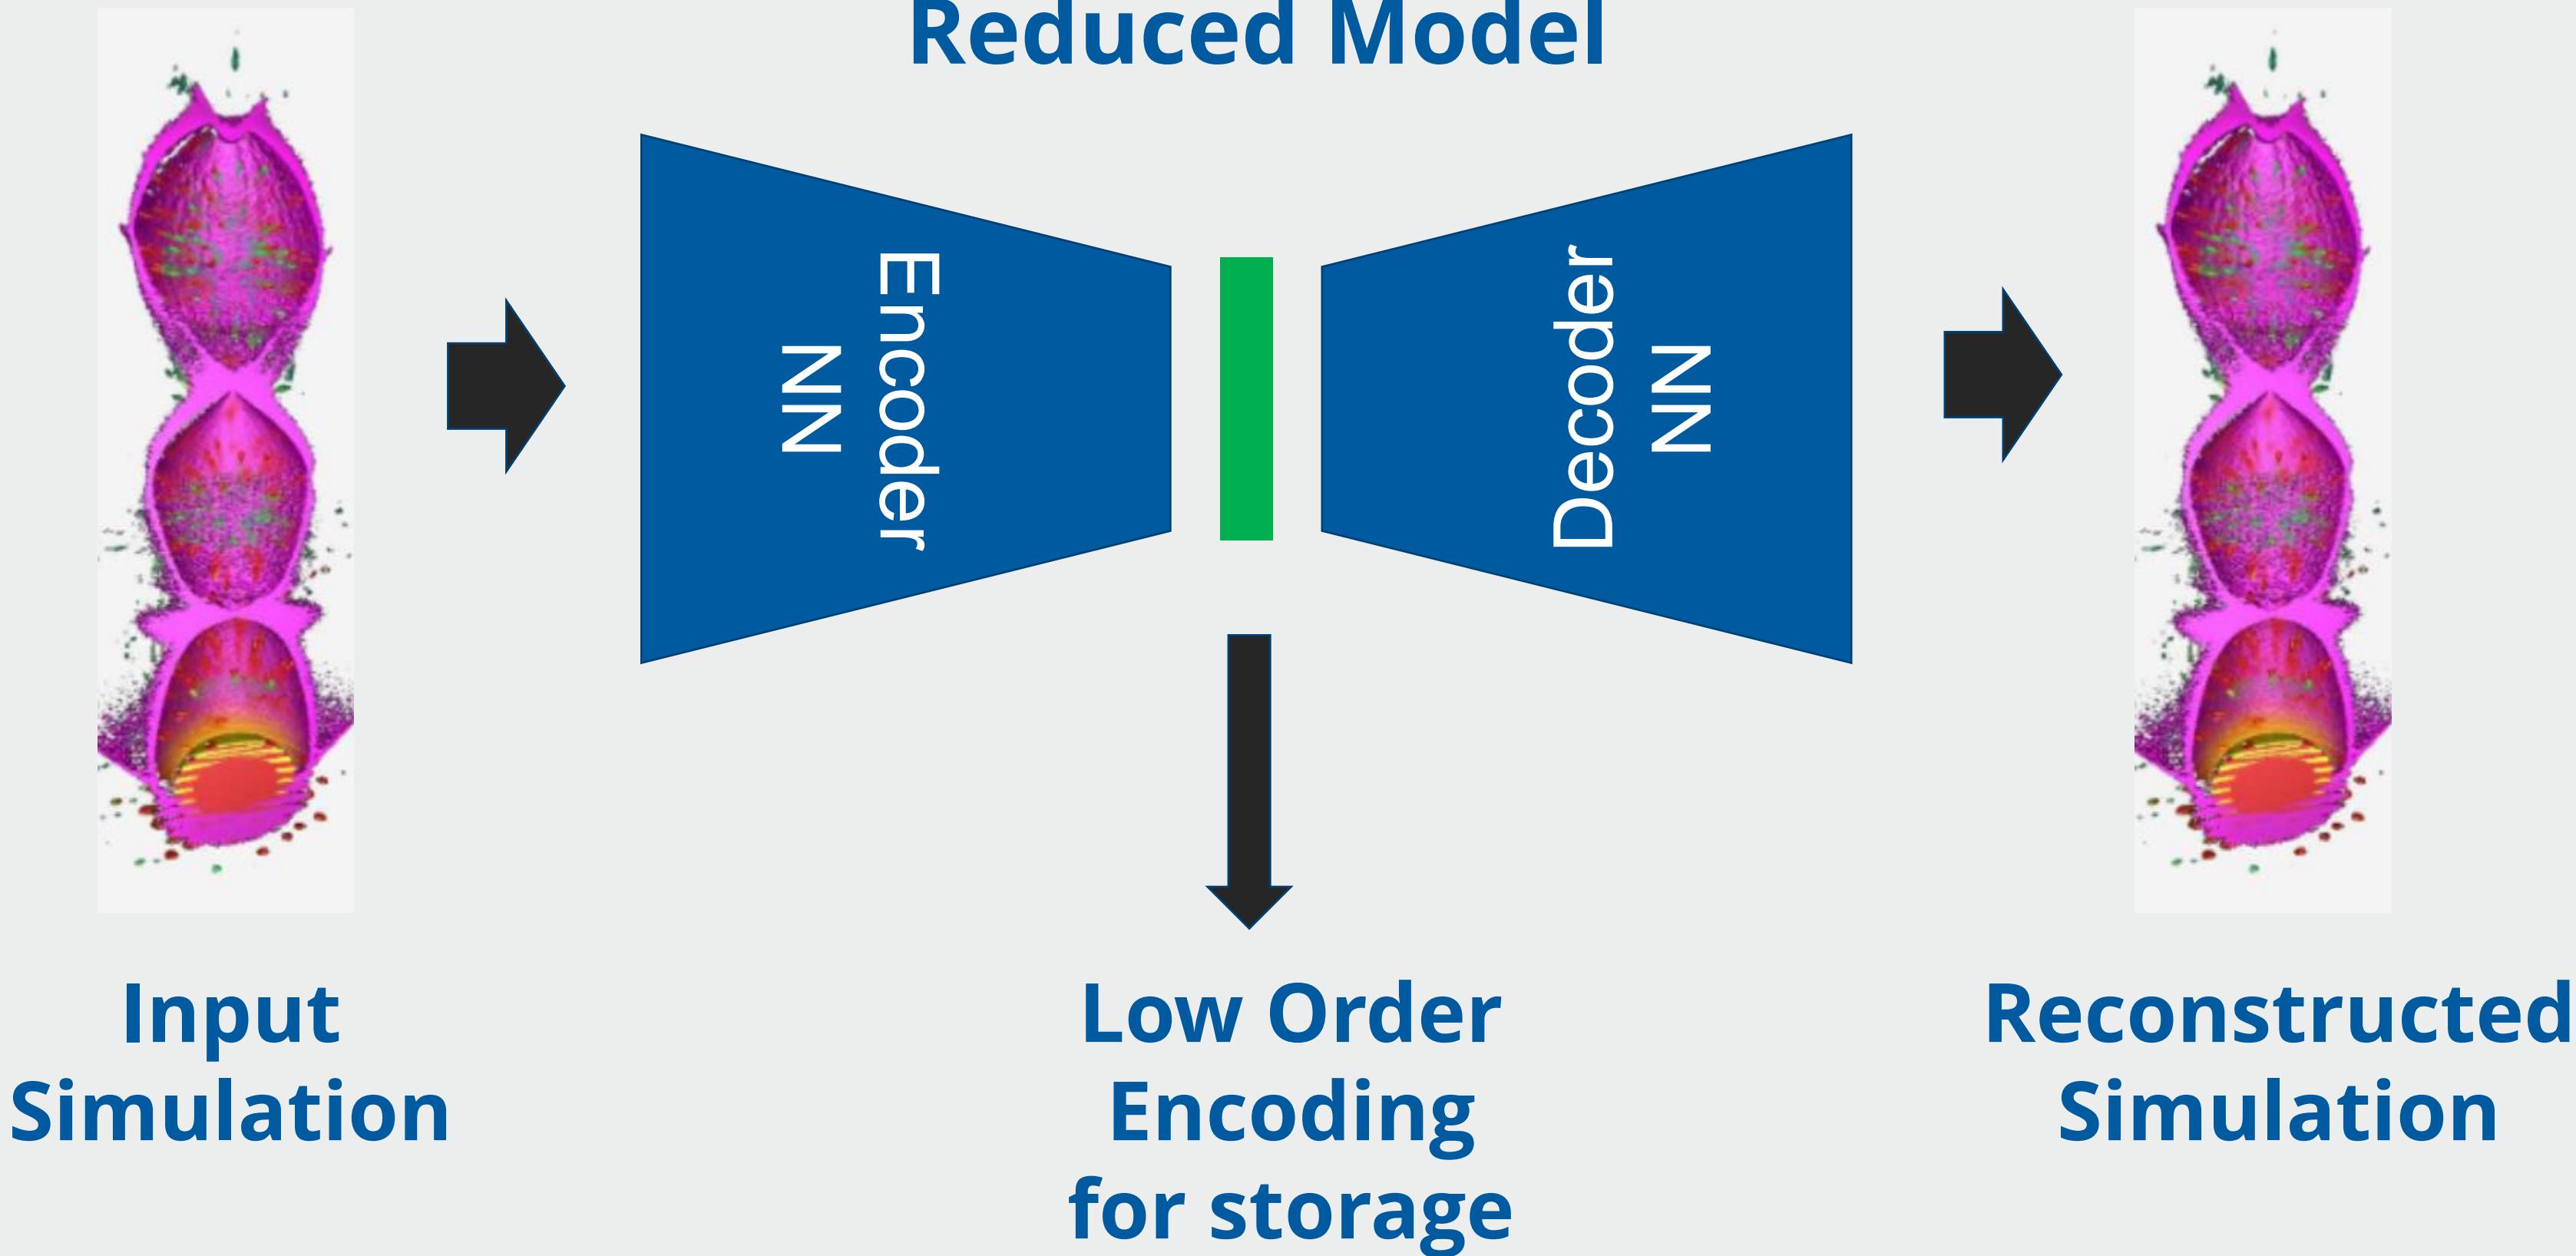 Reduced Model
Encoder
NN
Decoder
NN
Input
Simulation
Low Order
Encoding
for storage
Reconstructed
Simulation